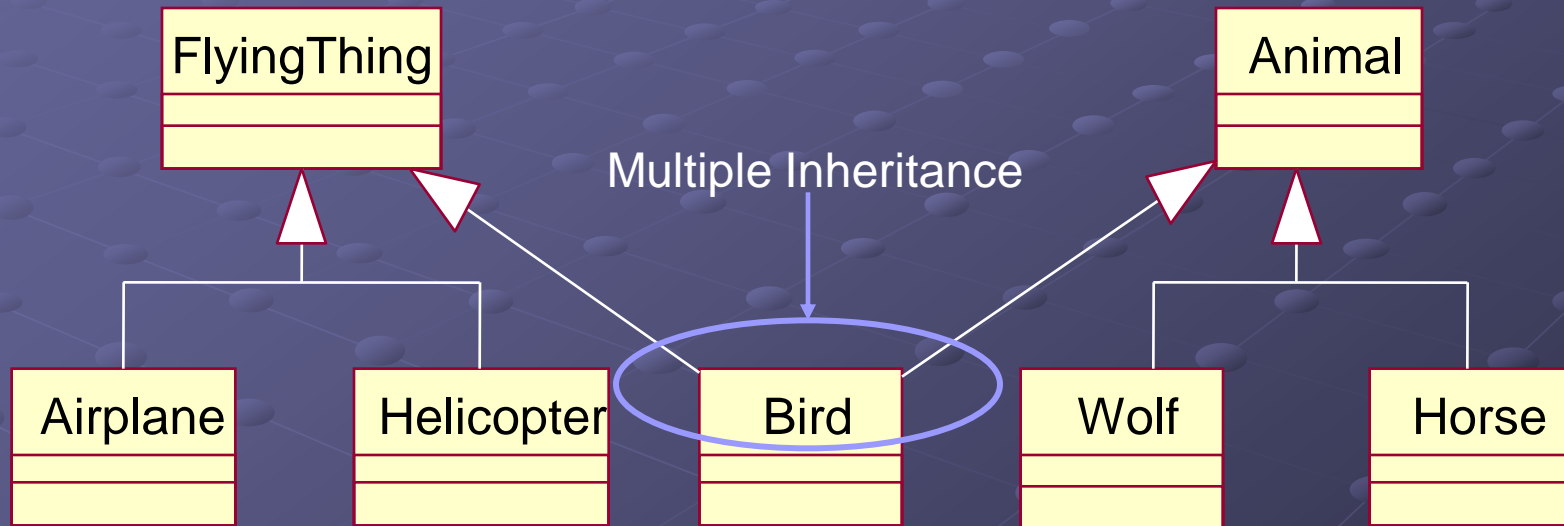 FlyingThing
Animal
Multiple Inheritance
Airplane
Helicopter
Bird
Wolf
Horse